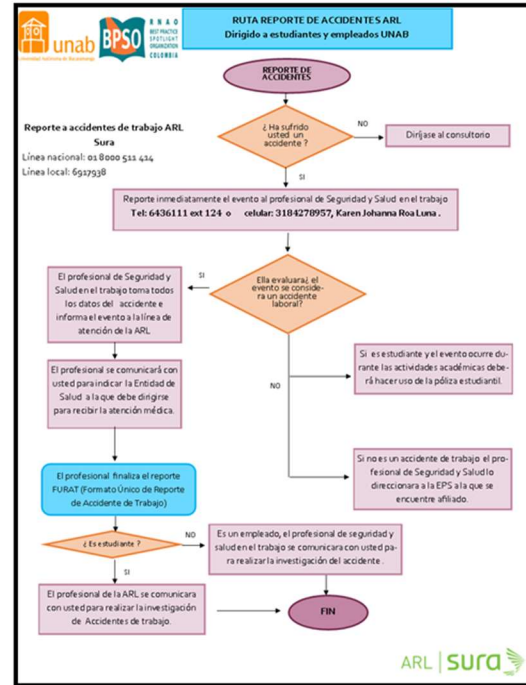 unab
Universidad Autónoma de Bucaramanga
BPSO
RNAO
BEST PRACTICE
SPOTLIGHT
ORGANIZATION
COLOMBIA
RUTA REPORTE DE ACCIDENTES ARL
Dirigido a estudiantes y empleados UNAB
REPORTE DE
ACCIDENTES
Reporte a accidentes de trabajo ARL
Sura
Línea nacional: 01 8000 511 414
Línea local: 6917938
¿ Ha sufrido
usted un
accidente ?
NO
Diríjase al consultorio
SI
Reporte inmediatamente el evento al profesional de Seguridad y Salud en el trabajo
Tel: 6436111 ext 124 o celular: 3184278957, Karen Johanna Roa Luna .
SI
Ella evaluara¿ el
evento se conside-
ra un accidente
laboral?
El profesional de Seguridad y
Salud en el trabajo toma todos
los datos del accidente e
informa el evento a la línea de
atención de la ARL
El profesional se comunicará con
usted para indicar la Entidad de
Salud a la que debe dirigirse
para recibir la atención médica.
NO
Si es estudiante y el evento ocurre du-
rante las actividades académicas debe-
rá hacer uso de la póliza estudiantil.
Si no es un accidente de trabajo el pro-
fesional de Seguridad y Salud lo
direccionara a la EPS a la que se
encuentre afiliado.
El profesional finaliza el reporte
FURAT (Formato Único de Reporte
de Accidente de Trabajo)
¿ Es estudiante ?
NO
Es un empleado, el profesional de seguridad y
salud en el trabajo se comunicara con usted pa-
ra realizar la investigación del accidente .
SI
El profesional de la ARL se comunicara
con usted para realizar la investigación
de Accidentes de trabajo.
FIN
ARL | sura